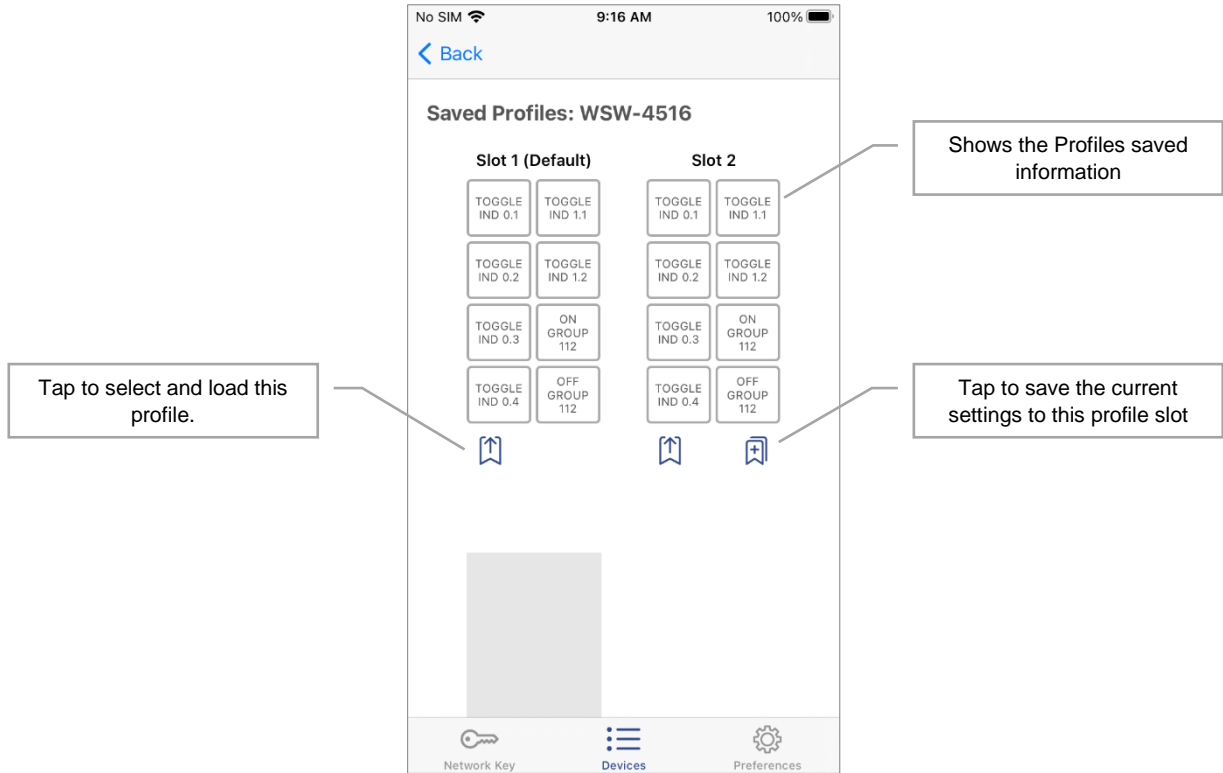 No SIM 9:16 AM 100%
Back
Saved Profiles: WSW-4516
Slot 1 (Default) Slot 2
TOGGLE TOGGLE TOGGLE TOGGLE
IND 0.1 IND 1.1 IND 0.1 IND 1.1
TOGGLE TOGGLE TOGGLE TOGGLE
IND 0.2 IND 1.2 IND 0.2 IND 1.2
TOGGLE
IND 0.3
ON
GROUP
112
TOGGLE
IND 0.3
ON
GROUP
112
TOGGLE
IND 0.4
OFF
GROUP
112
TOGGLE
IND 0.4
OFF
GROUP
112
Shows the Profiles saved
information
Tap to select and load this
profile.
Tap to save the current
settings to this profile slot
Network Key Devices Preferences